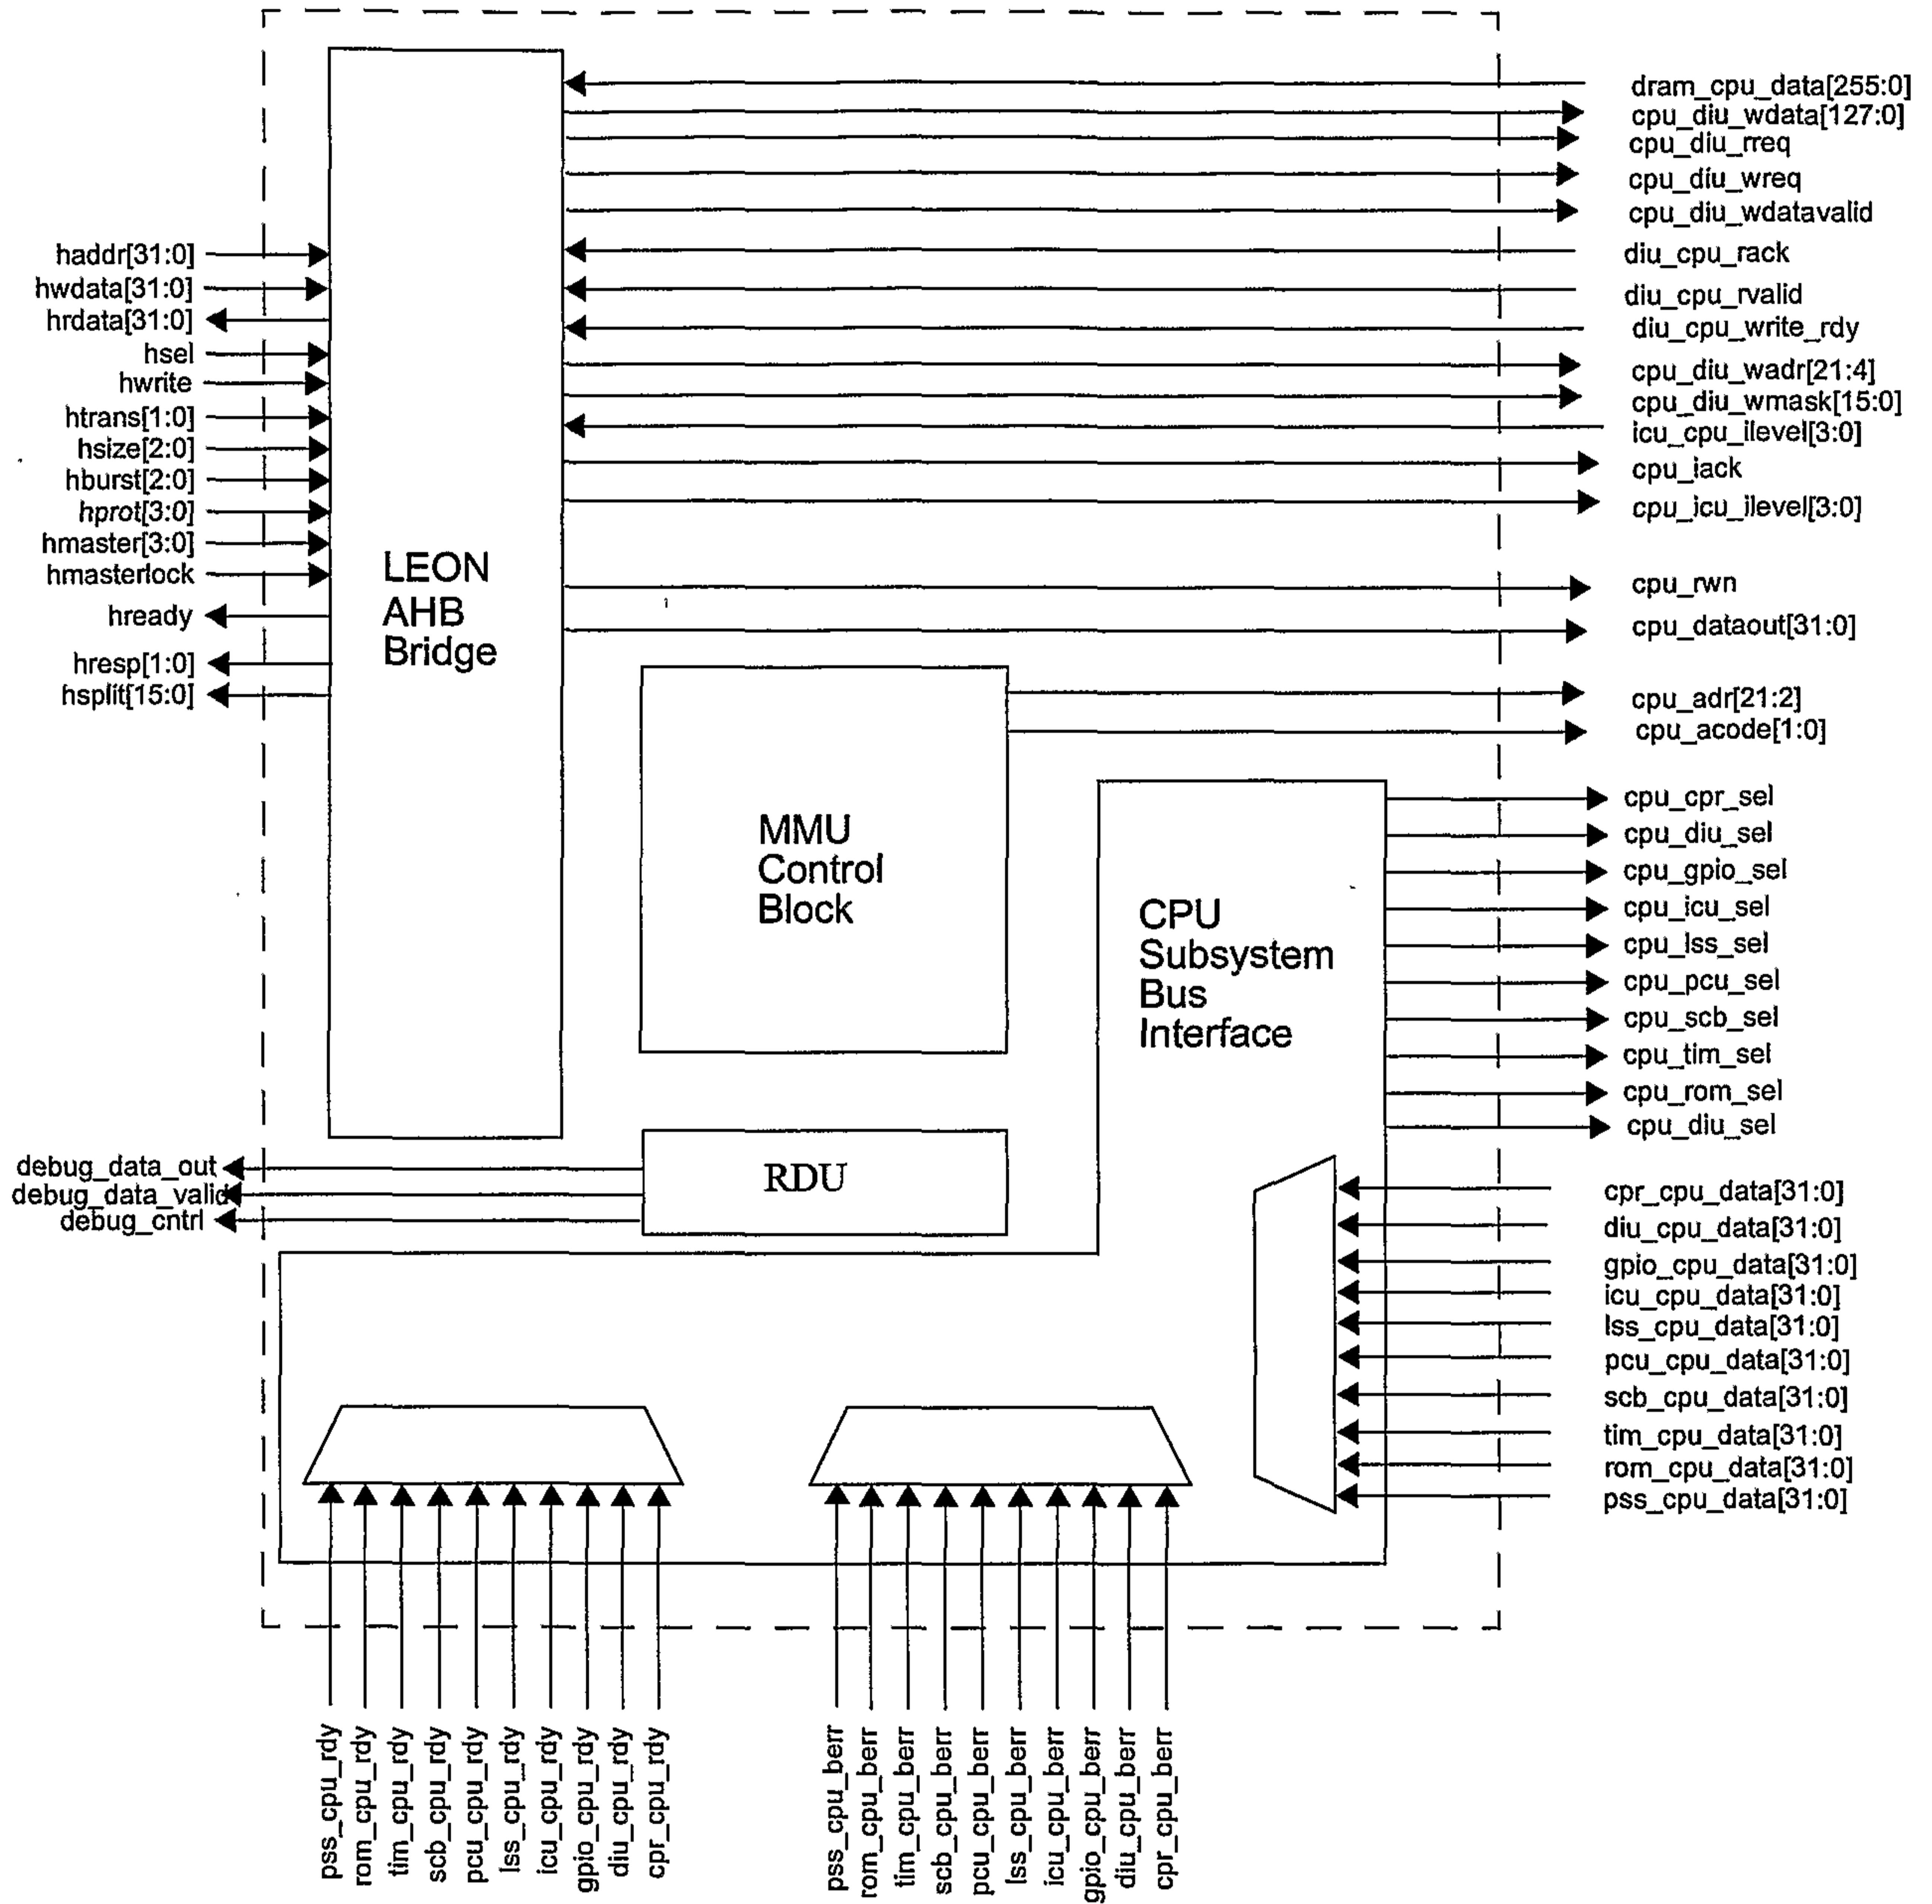 dram_cpu_data[255:0]
cpu_diu_wdata[127:0]
cpu_diu_rreq
cpu_diu_wreq
cpu_diu_wdatavalid
diu_cpu_rack
diu_cpu_rvalid
diu_cpu_write_rdy
cpu_diu_wadr[21:4]
cpu_diu_wmask[15:0]
icu_cpu_ilevel[3:0]
cpu_iack
cpu_icu_ilevel[3:0]
cpu_rwn
cpu_dataout[31:0]
cpu_adr[21:2]
cpu_acode[1:0]
haddr[31:0]
hwdata[31:0]
hrdata[31:0]
hsel
hwrite
htrans[1:0]
hsize[2:0]
hburst[2:0]
hprot[3:0]
hmaster[3:0]
hmasterlock
hready
hresp[1:0]
hsplit[15:0]
LEON
AHB
Bridge
MMU
Control
Block
CPU
Subsystem
Bus
Interface
cpu_cpr_sel
cpu_diu_sel
cpu_gpio_sel
cpu_icu_sel
cpu_lss_sel
cpu_pcu_sel
cpu_scb_sel
cpu_tim_sel
cpu_rom_sel
cpu_diu_sel
debug_data_out
debug_data_valid
debug_cntrl
RDU
cpr_cpu_data[31:0]
diu_cpu_data[31:0]
gpio_cpu_data[31:0]
icu_cpu_data[31:0]
lss_cpu_data[31:0]
pcu_cpu_data[31:0]
scb_cpu_data[31:0]
tim_cpu_data[31:0]
rom_cpu_data[31:0]
pss_cpu_data[31:0]
pss_cpu_rdy
rom_cpu_rdy
tim_cpu_rdy
scb_cpu_rdy
pcu_cpu_rdy
lss_cpu_rdy
icu_cpu_rdy
gpio_cpu_rdy
diu_cpu_rdy
cpr_cpu_rdy
pss_cpu_berr
rom_cpu_berr
tim_cpu_berr
scb_cpu_berr
pcu_cpu_berr
lss_cpu_berr
icu_cpu_berr
gpio_cpu_berr
diu_cpu_berr
cpr_cpu_berr